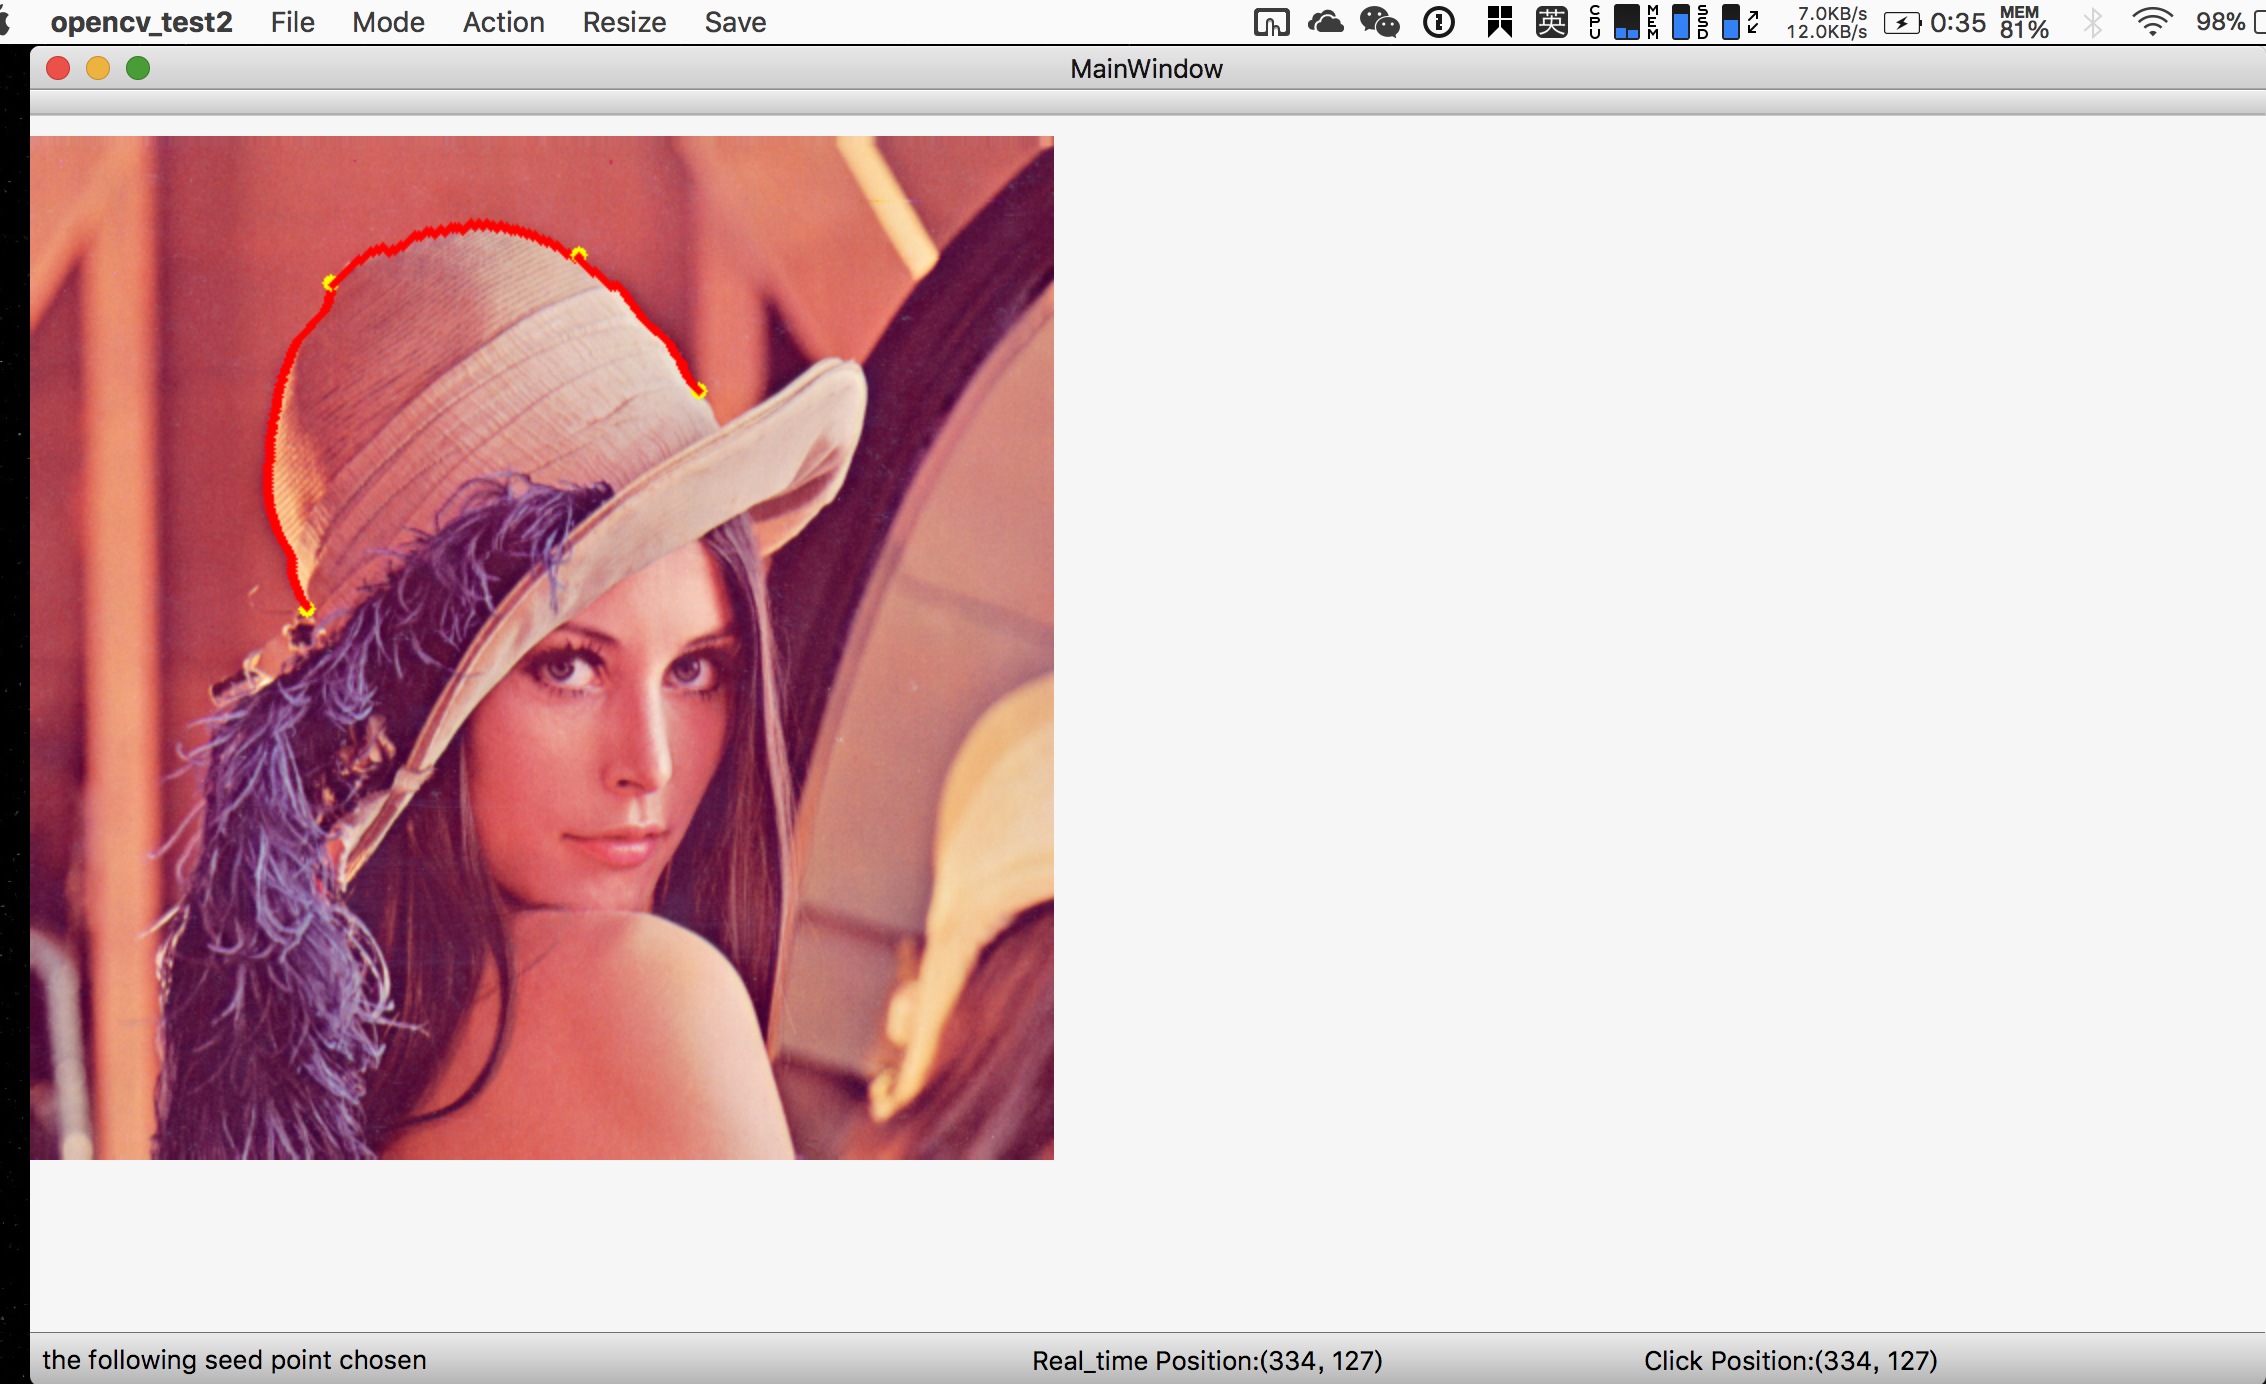 opencv_test2 File Mode Action Resize Save 英 CPU MEM SSD 7.0KB/s 12.0KB/s 0:35 MEM 81% 98%
MainWindow
the following seed point chosen Real_time Position:(334, 127) Click Position:(334, 127)